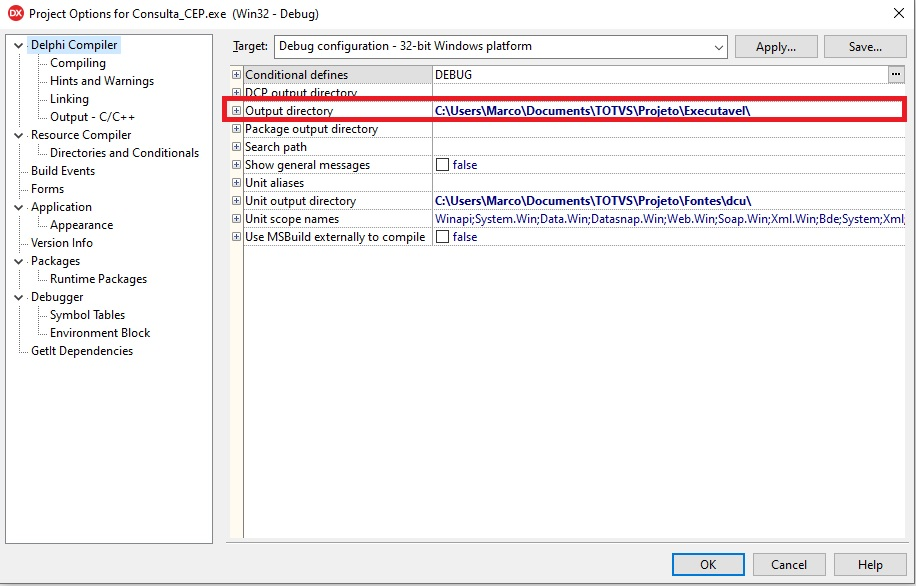 DX Project Options for Consulta_CEP.exe (Win32 - Debug)
Delphi Compiler
Compiling
Hints and Warnings
Linking
Output - C/C++
Resource Compiler
Directories and Conditionals
Build Events
Forms
Application
Appearance
Version Info
Packages
Runtime Packages
Debugger
Symbol Tables
Environment Block
GetIt Dependencies
Target: Debug configuration - 32-bit Windows platform Apply... Save...
Conditional defines DEBUG ...
DCP output directory
Output directory C:\Users\Marco\Documents\TOTVS\Projeto\Executavel\
Package output directory
Search path
Show general messages false
Unit aliases
Unit output directory C:\Users\Marco\Documents\TOTVS\Projeto\Fontes\dcu\
Unit scope names Winapi;System.Win;Data.Win;Datasnap.Win;Web.Win;Soap.Win;Xml.Win;Bde;System;Xml;
Use MSBuild externally to compile false
OK Cancel Help